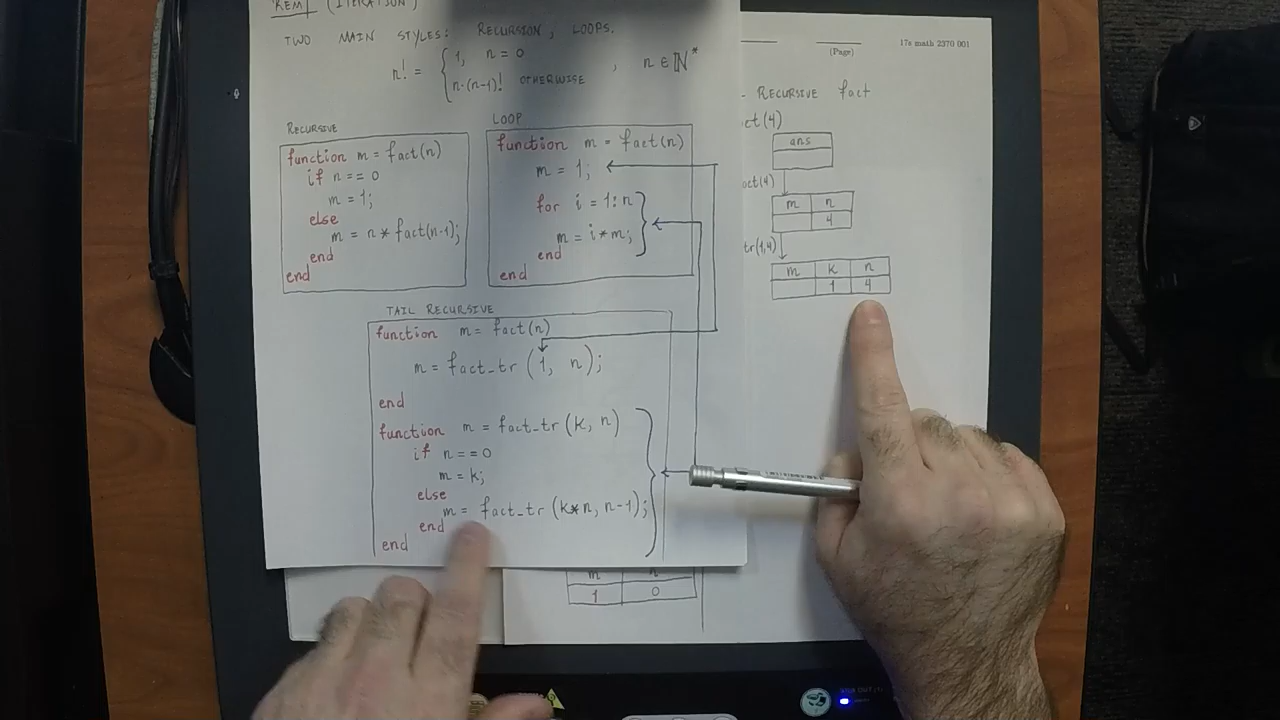 REM (ITERATION)
TWO MAIN STYLES: RECURSION, LOOPS.
n! = { 1, n = 0
n·(n-1)! OTHERWISE , n ∈ ℕ*
RECURSIVE
function m = fact(n)
if n == 0
m = 1;
else
m = n * fact(n-1);
end
end
LOOP
function m = fact(n)
m = 1;
for i = 1:n
m = i*m;
end
end
TAIL RECURSIVE
function m = fact(n)
m = fact_tr (1, n);
end
function m = fact_tr (k, n)
if n == 0
m = k;
else
m = fact_tr (k*n, n-1);
end
end
1 0
(Page)
17s math 2370 001
RECURSIVE fact
ct(4)
ans
act(4)
m n
4
tr(1,4)
m k n
1 4